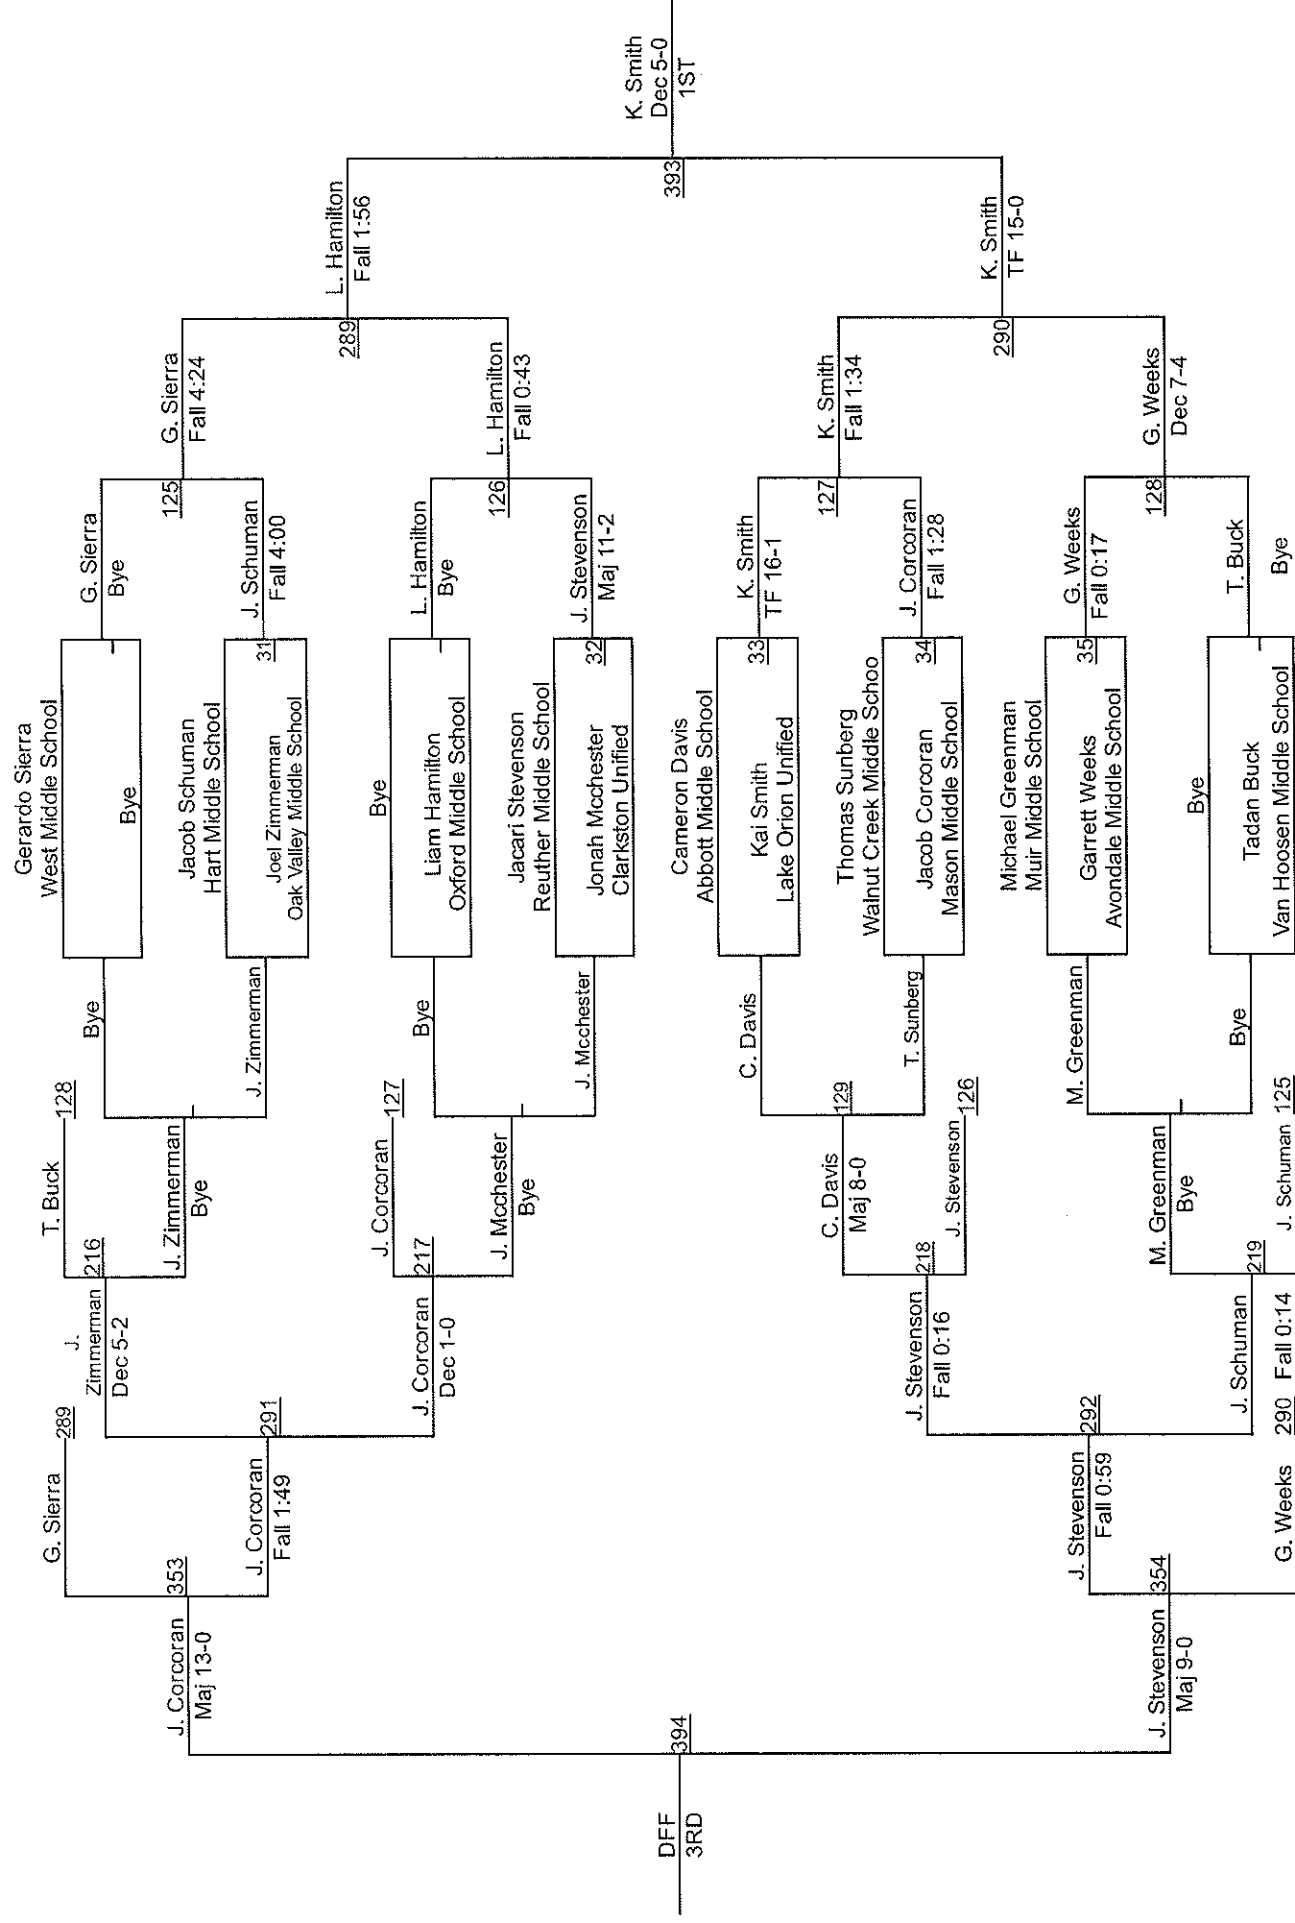 K. Smith
Dec 5-0
1ST
393
L. Hamilton
Fall 1:56
K. Smith
TF 15-0
289
290
G. Sierra
Fall 4:24
L. Hamilton
Fall 0:43
K. Smith
Fall 1:34
G. Weeks
Dec 7-4
125
126
127
128
G. Sierra
Bye
J. Schuman
Fall 4:00
L. Hamilton
Bye
J. Stevenson
Maj 11-2
K. Smith
TF 16-1
J. Corcoran
Fall 1:28
G. Weeks
Fall 0:17
T. Buck
Bye
Gerardo Sierra
West Middle School
Bye
Jacob Schuman
Hart Middle School
31
Joel Zimmerman
Oak Valley Middle School
Bye
Liam Hamilton
Oxford Middle School
Jacari Stevenson
Reuther Middle School
32
Jonah Mcchester
Clarkston Unified
Cameron Davis
Abbott Middle School
33
Kai Smith
Lake Orion Unified
Thomas Sunberg
Walnut Creek Middle Schoo
34
Jacob Corcoran
Mason Middle School
Michael Greenman
Muir Middle School
35
Garrett Weeks
Avondale Middle School
Bye
Tadan Buck
Van Hoosen Middle School
Bye
J. Zimmerman
Bye
J. Mcchester
C. Davis
T. Sunberg
M. Greenman
Bye
T. Buck 128
J. Zimmerman
Bye
J. Corcoran 127
J. Mcchester
Bye
129
C. Davis
Maj 8-0
J. Stevenson 126
M. Greenman
Bye
J. Schuman 125
216
217
218
219
J.
Zimmerman
Dec 5-2
J. Corcoran
Dec 1-0
J. Stevenson
Fall 0:16
J. Schuman
Fall 0:14
G. Sierra 289
291
J. Corcoran
Fall 1:49
292
J. Stevenson
Fall 0:59
G. Weeks 290
353
354
J. Corcoran
Maj 13-0
J. Stevenson
Maj 9-0
394
DFF
3RD